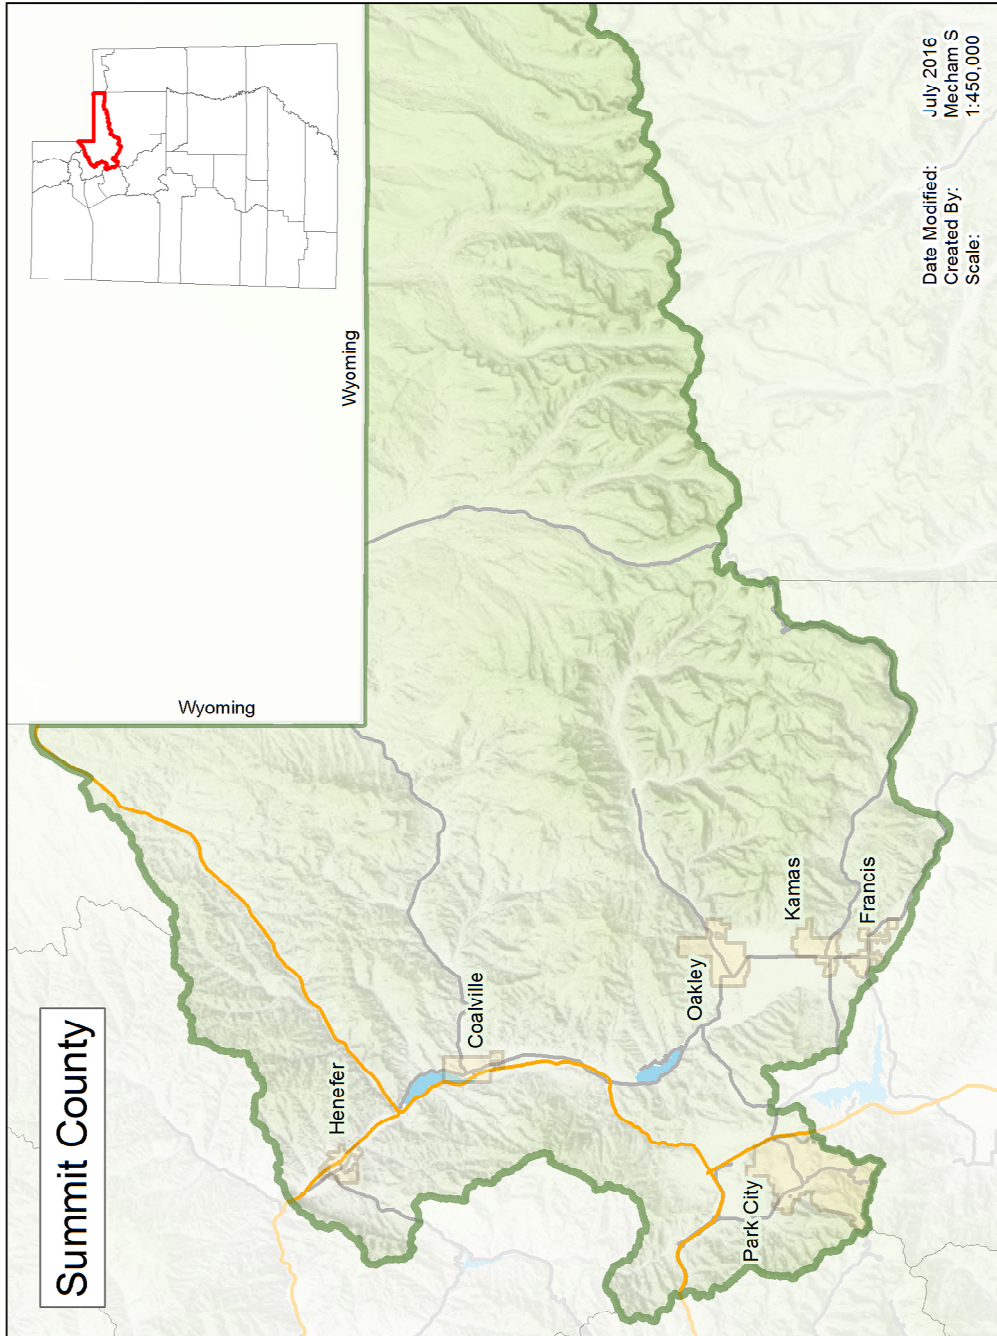 Summit County
Wyoming
Wyoming
Henefer
Coalville
Oakley
Kamas
Francis
Park City
Date Modified: July 2016
Created By: Mecham S
Scale: 1:450,000